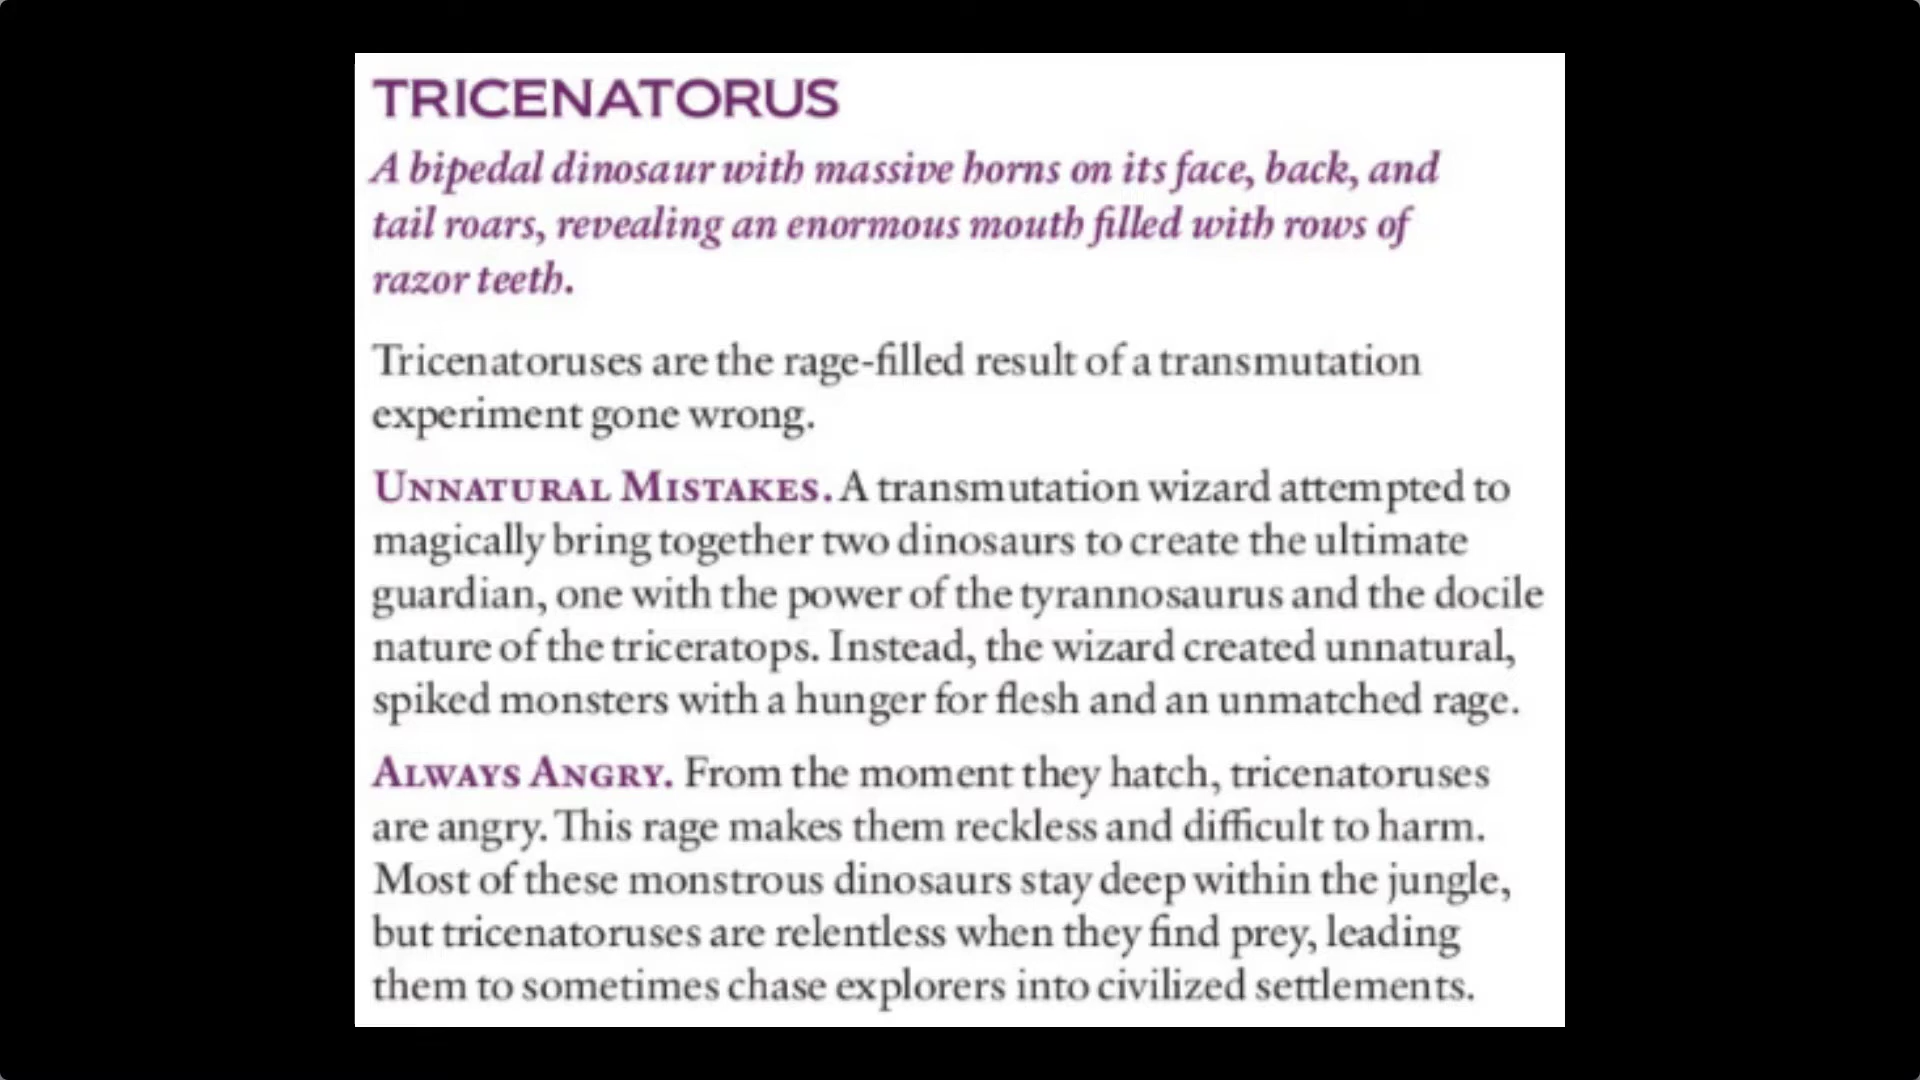 TRICENATORUS
A bipedal dinosaur with massive horns on its face, back, and
tail roars, revealing an enormous mouth filled with rows of
razor teeth.
Tricenatoruses are the rage-filled result of a transmutation
experiment gone wrong.
UNNATURAL MISTAKES. A transmutation wizard attempted to
magically bring together two dinosaurs to create the ultimate
guardian, one with the power of the tyrannosaurus and the docile
nature of the triceratops. Instead, the wizard created unnatural,
spiked monsters with a hunger for flesh and an unmatched rage.
ALWAYS ANGRY. From the moment they hatch, tricenatoruses
are angry. This rage makes them reckless and difficult to harm.
Most of these monstrous dinosaurs stay deep within the jungle,
but tricenatoruses are relentless when they find prey, leading
them to sometimes chase explorers into civilized settlements.